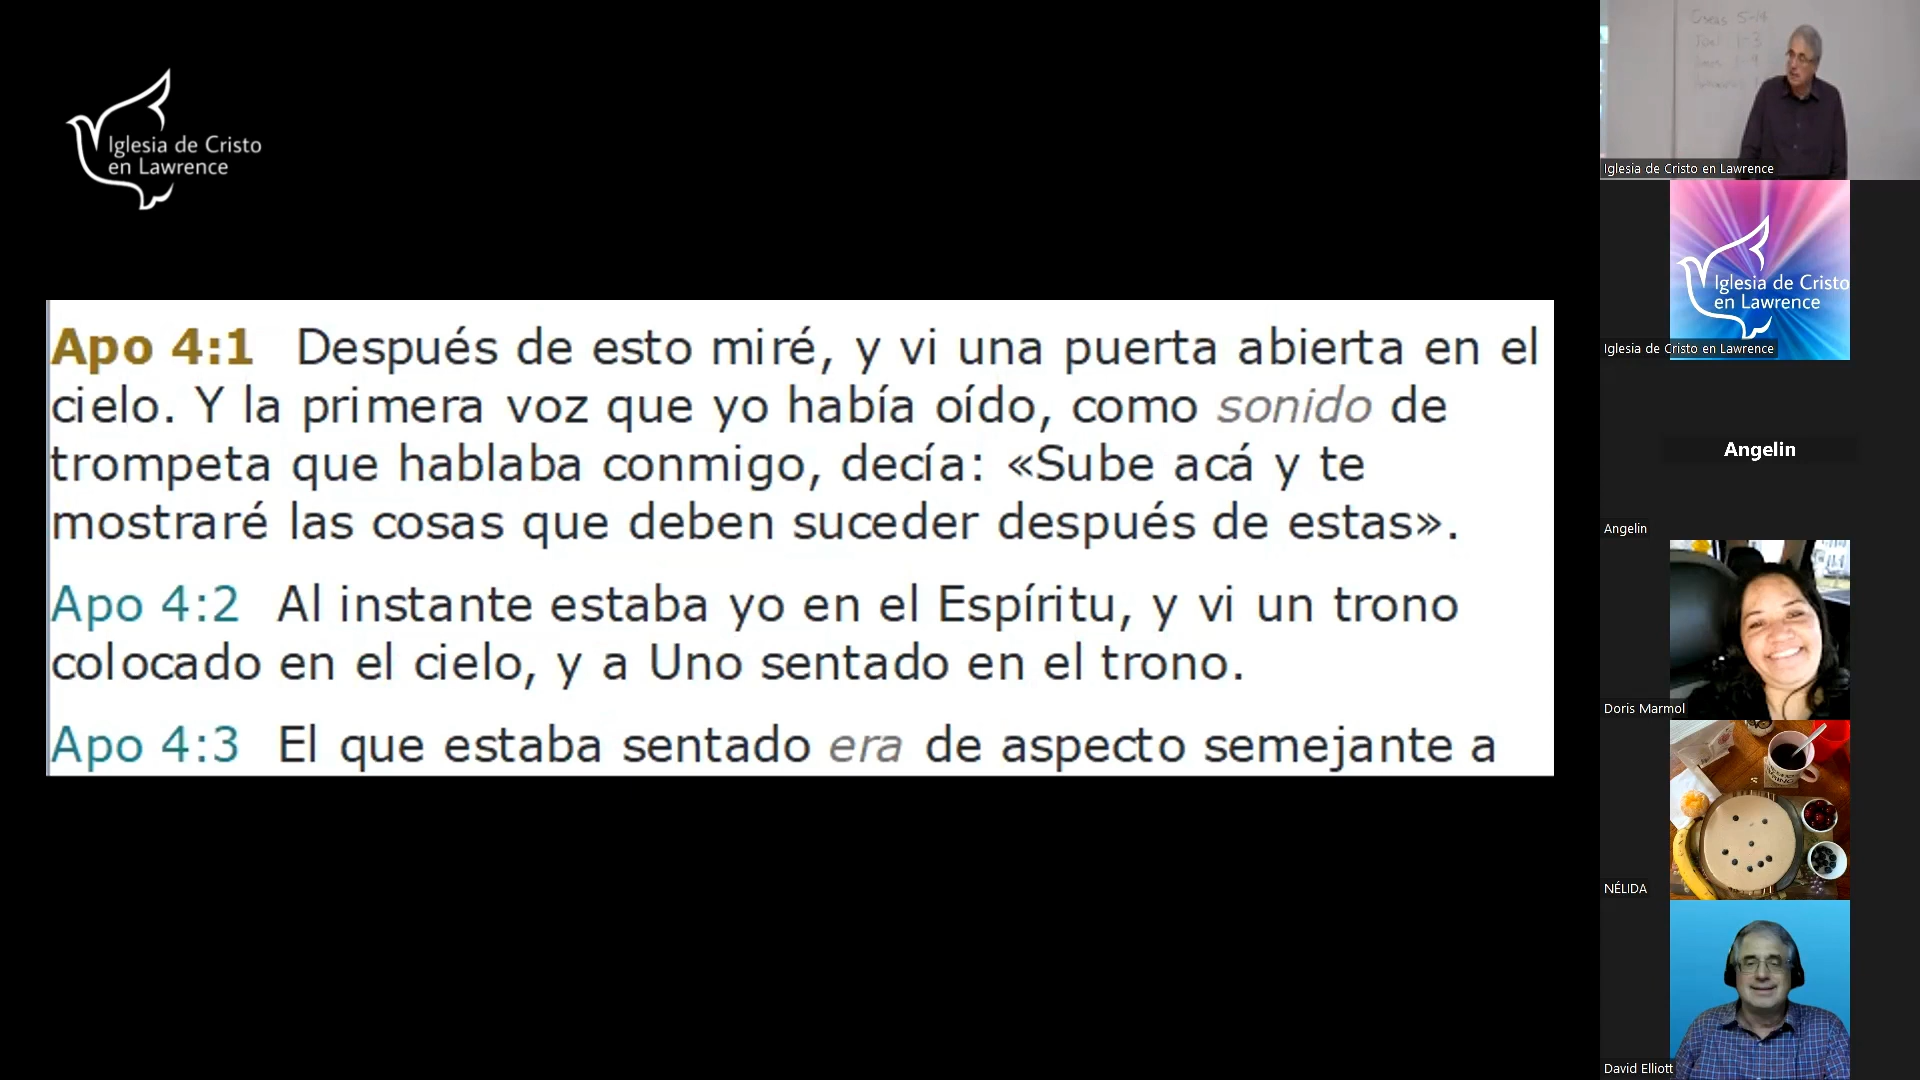 Iglesia de Cristo
en Lawrence
Apo 4:1 Después de esto miré, y vi una puerta abierta en el
cielo. Y la primera voz que yo había oído, como sonido de
trompeta que hablaba conmigo, decía: «Sube acá y te
mostraré las cosas que deben suceder después de estas».
Apo 4:2 Al instante estaba yo en el Espíritu, y vi un trono
colocado en el cielo, y a Uno sentado en el trono.
Apo 4:3 El que estaba sentado era de aspecto semejante a
Iglesia de Cristo en Lawrence
Iglesia de Cristo
en Lawrence
Iglesia de Cristo en Lawrence
Angelin
Angelin
Doris Marmol
NÉLIDA
David Elliott